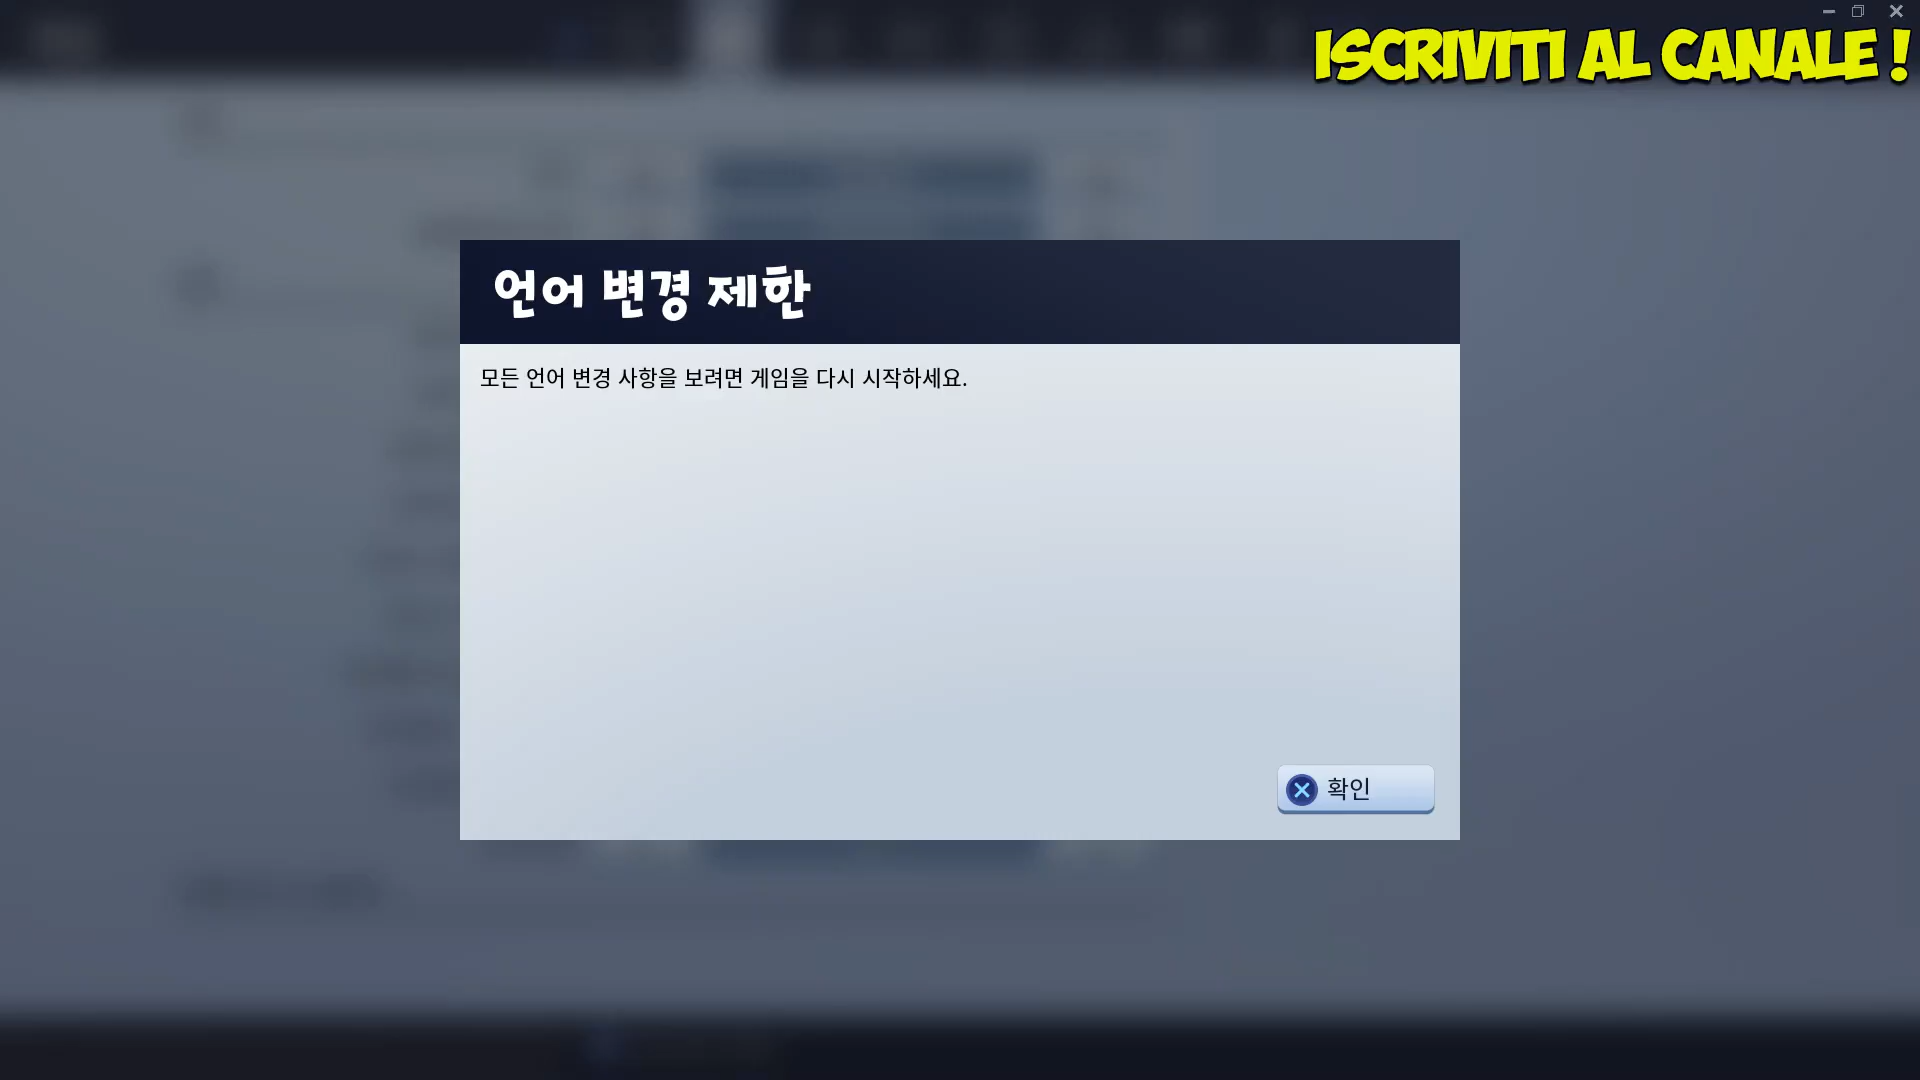 ISCRIVITI AL CANALE !
언어 변경 제한
모든 언어 변경 사항을 보려면 게임을 다시 시작하세요.
확인